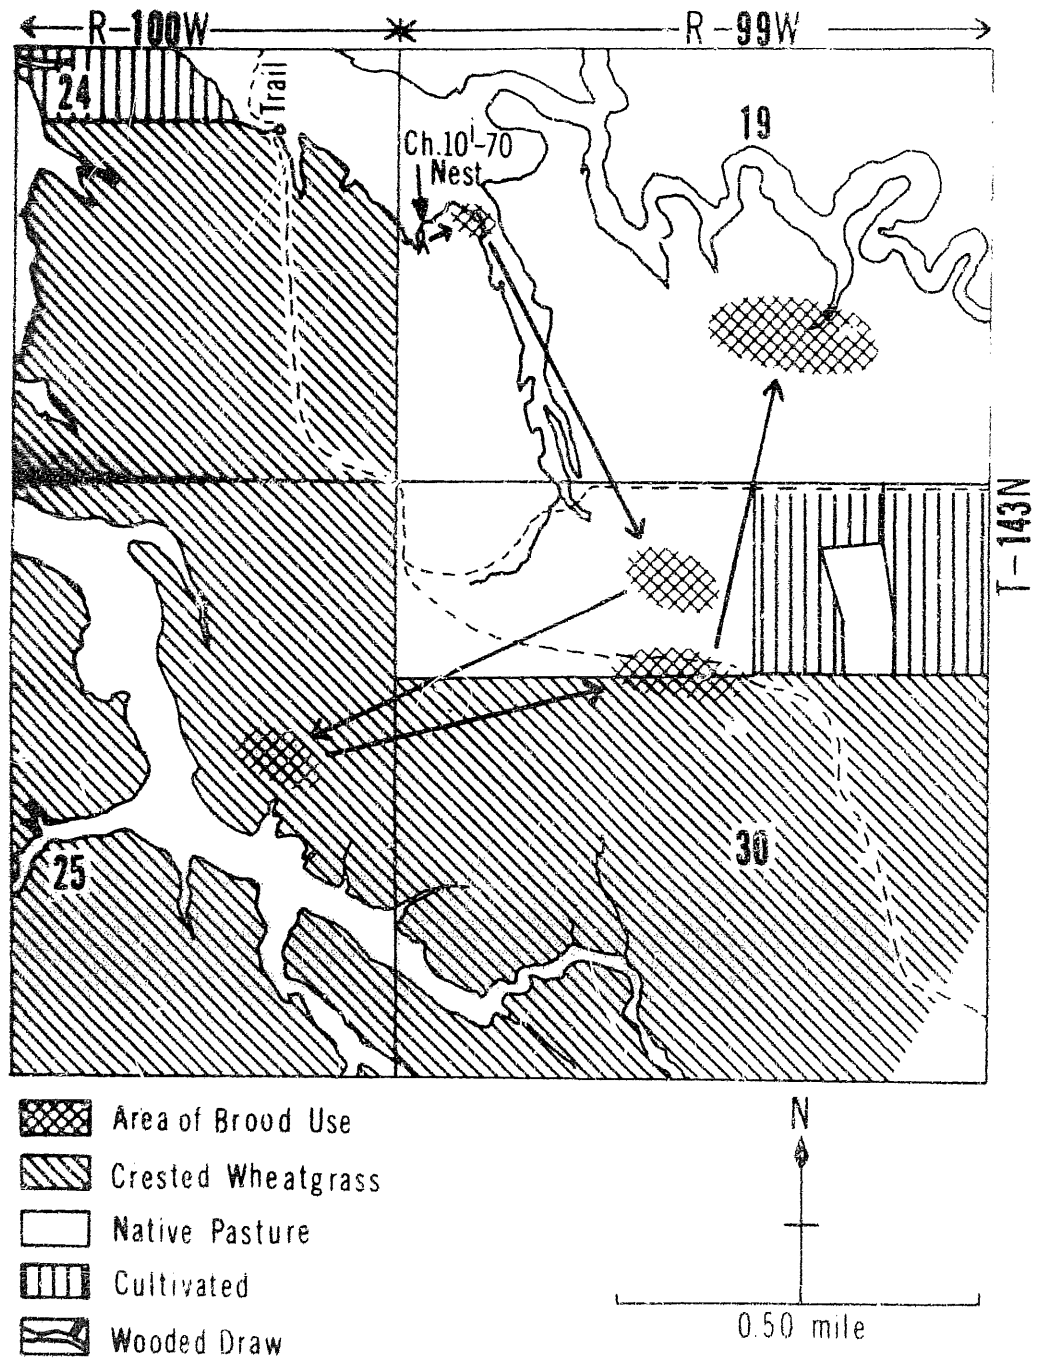 R-100W
R-99W
24
Trail
19
Ch.10i-70
Nest
T-143N
25
30
Area of Brood Use
Crested Wheatgrass
Native Pasture
Cultivated
Wooded Draw
N
0.50 mile